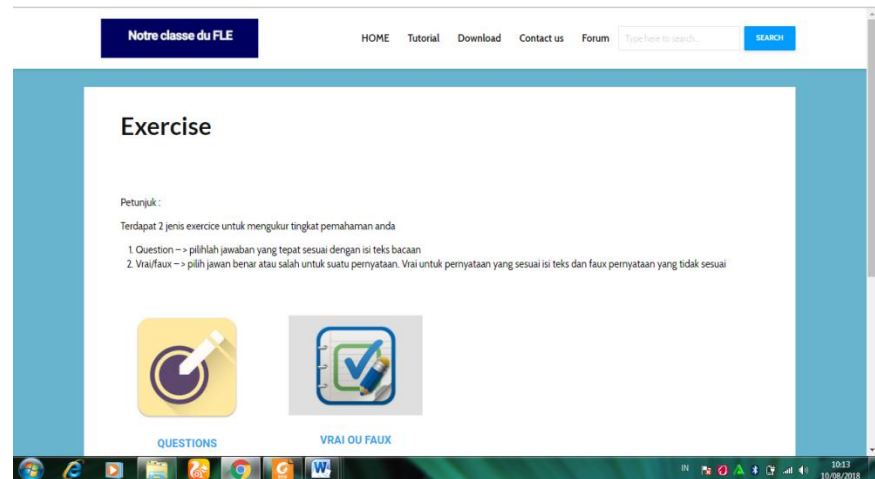 Notre classe du FLE
HOME Tutorial Download Contact us Forum Type here to search... SEARCH
Exercise
Petunjuk :
Terdapat 2 jenis exercice untuk mengukur tingkat pemahaman anda
1. Question – > pilihlah jawaban yang tepat sesuai dengan isi teks bacaan
2. Vrai/faux – > pilih jawan benar atau salah untuk suatu pernyataan. Vrai untuk pernyataan yang sesuai isi teks dan faux pernyataan yang tidak sesuai
QUESTIONS VRAI OU FAUX
IN 10:13
10/08/2018